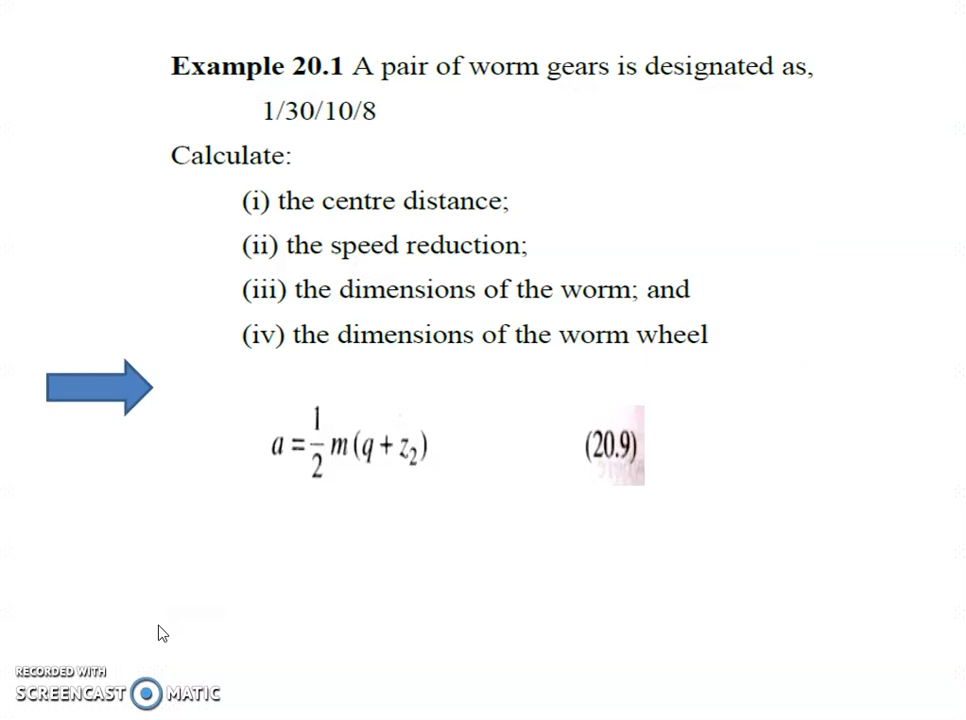 Example 20.1 A pair of worm gears is designated as,
1/30/10/8
Calculate:
(i) the centre distance;
(ii) the speed reduction;
(iii) the dimensions of the worm; and
(iv) the dimensions of the worm wheel
a = 1/2 m (q + z₂) (20.9)
RECORDED WITH
SCREENCAST MATIC